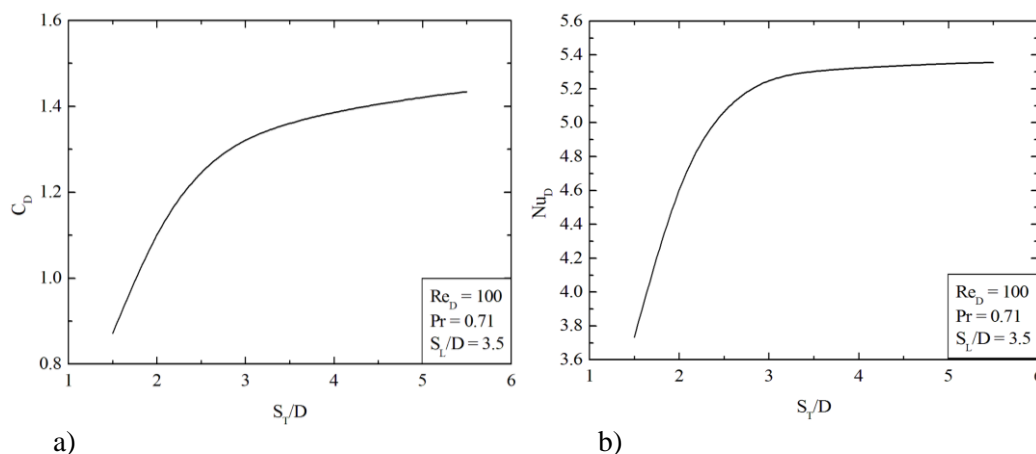 1.6
1.4
1.2
1.0
0.8
C_D
1 2 3 4 5 6
S_T/D
Re_D = 100
Pr = 0.71
S_L/D = 3.5
a)
5.6
5.4
5.2
5.0
4.8
4.6
4.4
4.2
4.0
3.8
3.6
Nu_D
1 2 3 4 5 6
S_T/D
Re_D = 100
Pr = 0.71
S_L/D = 3.5
b)